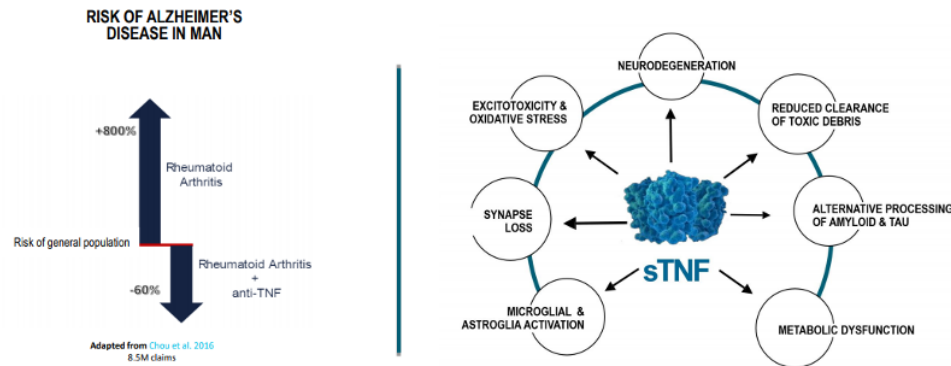 RISK OF ALZHEIMER'S
DISEASE IN MAN
+800%
Rheumatoid
Arthritis
Risk of general population
-60%
Rheumatoid Arthritis
+
anti-TNF
Adapted from Chou et al. 2016
8.5M claims
NEURODEGENERATION
EXCITOTOXICITY &
OXIDATIVE STRESS
REDUCED CLEARANCE
OF TOXIC DEBRIS
SYNAPSE
LOSS
ALTERNATIVE PROCESSING
OF AMYLOID & TAU
sTNF
MICROGLIAL &
ASTROGLIA ACTIVATION
METABOLIC DYSFUNCTION